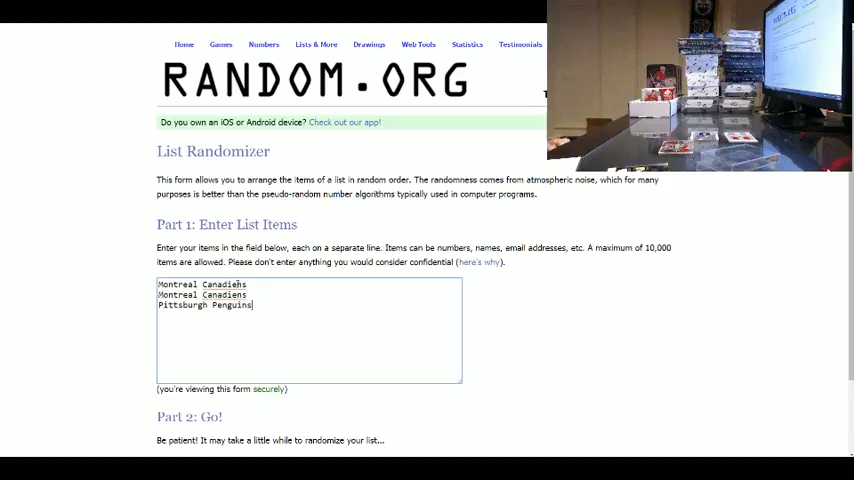 Home Games Numbers Lists & More Drawings Web Tools Statistics Testimonials
RANDOM.ORG
Do you own an iOS or Android device? Check out our app!
List Randomizer
This form allows you to arrange the items of a list in random order. The randomness comes from atmospheric noise, which for many
purposes is better than the pseudo-random number algorithms typically used in computer programs.
Part 1: Enter List Items
Enter your items in the field below, each on a separate line. Items can be numbers, names, email addresses, etc. A maximum of 10,000
items are allowed. Please don't enter anything you would consider confidential (here's why).
Montreal Canadiens
Montreal Canadiens
Pittsburgh Penguins
(you're viewing this form securely)
Part 2: Go!
Be patient! It may take a little while to randomize your list...